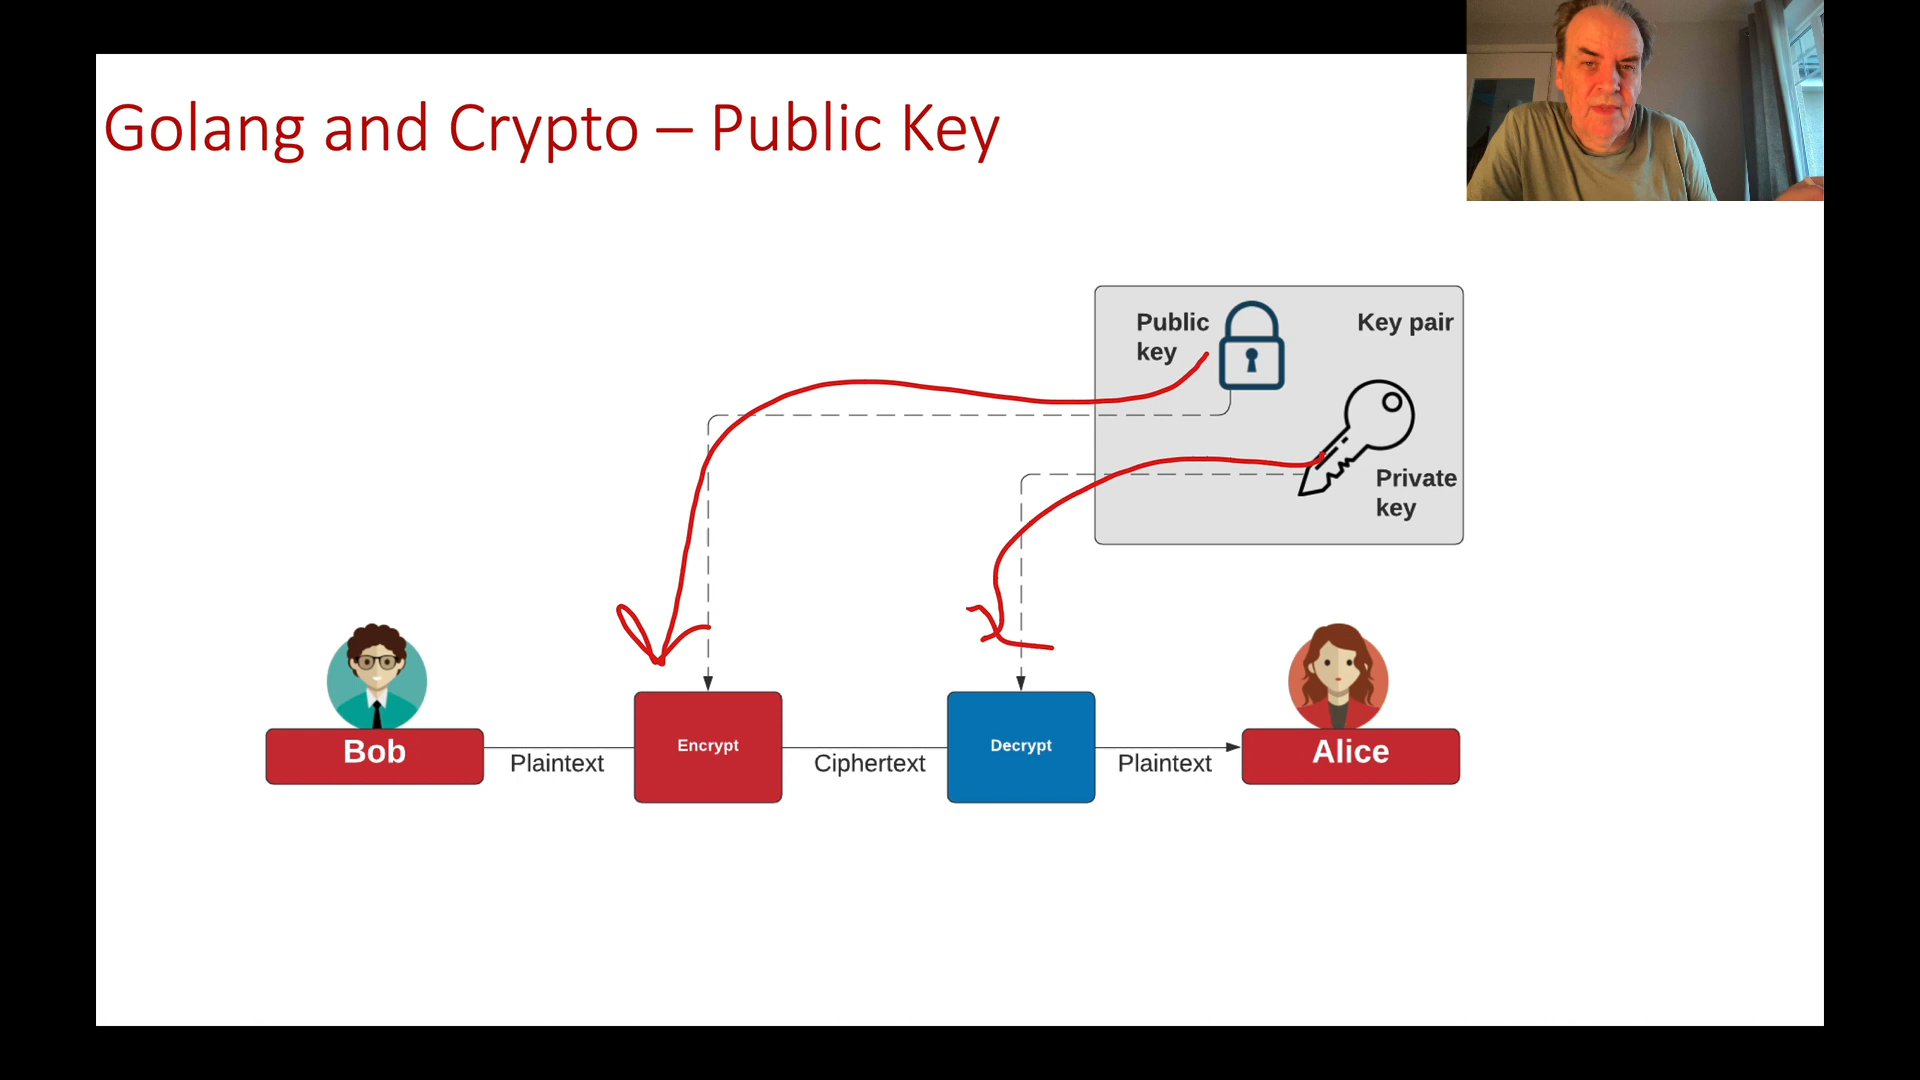 Golang and Crypto – Public Key
Public
key
Key pair
Private
key
Bob
Plaintext
Encrypt
Ciphertext
Decrypt
Plaintext
Alice